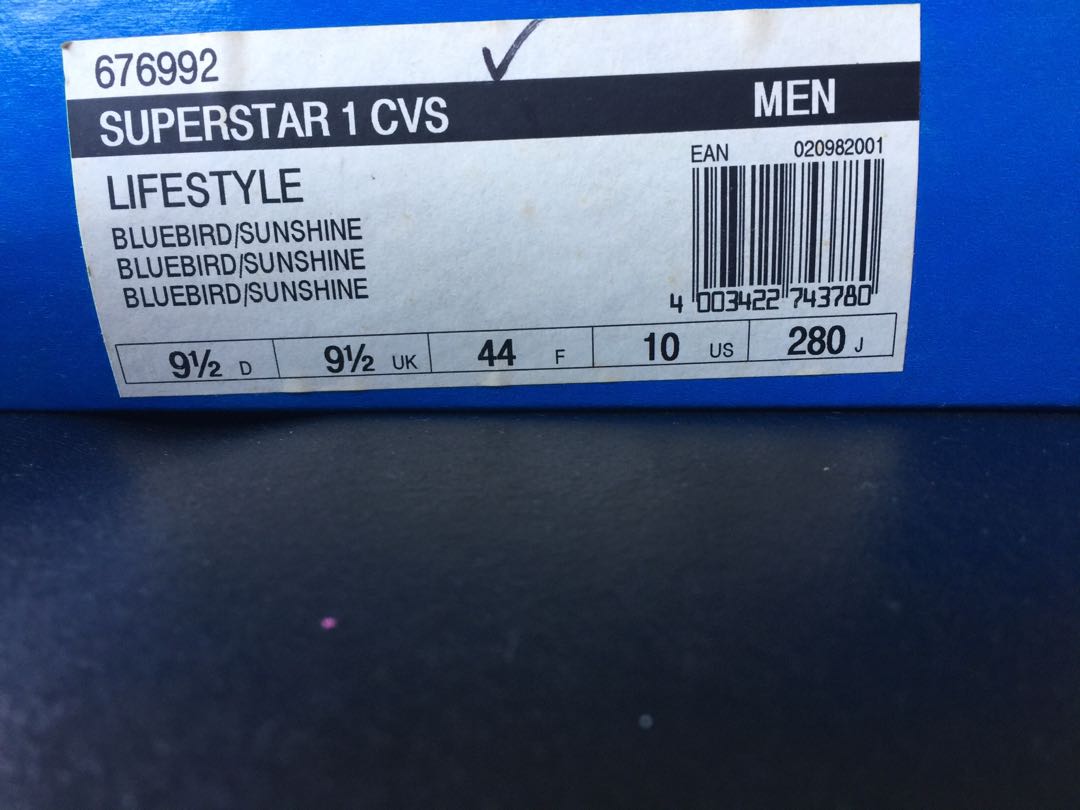 676992
SUPERSTAR 1 CVS MEN
LIFESTYLE
BLUEBIRD/SUNSHINE
BLUEBIRD/SUNSHINE
BLUEBIRD/SUNSHINE
EAN 020982001
4 003422 743780
9½ D 9½ UK 44 F 10 US 280 J